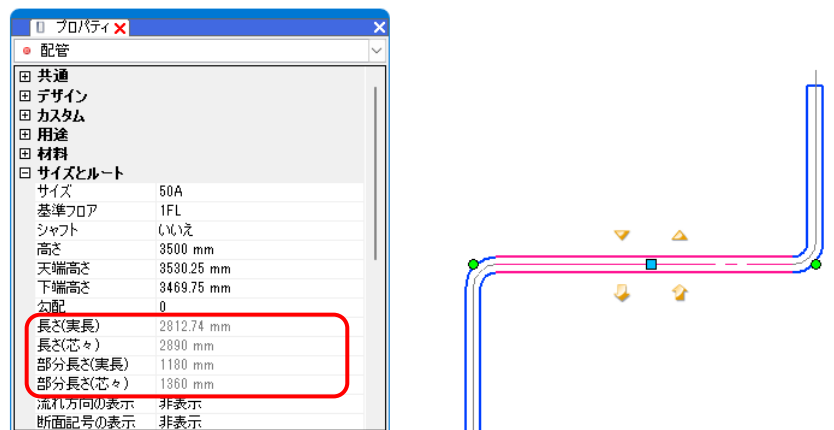 プロパティ
配管
共通
デザイン
カスタム
用途
材料
サイズとルート
サイズ 50A
基準フロア 1FL
シャフト いいえ
高さ 3500 mm
天端高さ 3530.25 mm
下端高さ 3469.75 mm
勾配 0
長さ(実長) 2812.74 mm
長さ(芯々) 2890 mm
部分長さ(実長) 1180 mm
部分長さ(芯々) 1360 mm
流れ方向の表示 非表示
断面記号の表示 非表示